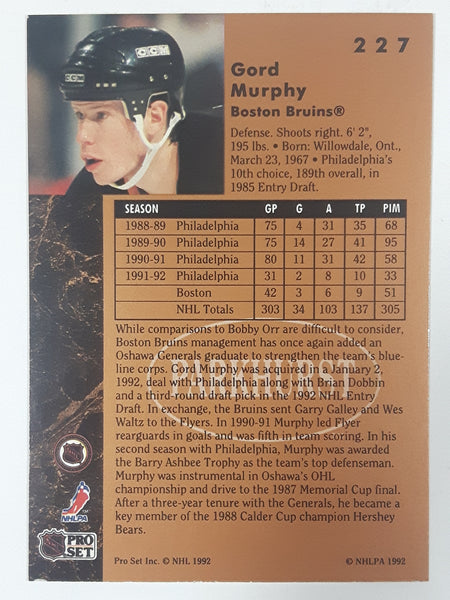 227
CCM
Gord
Murphy
Boston Bruins®
Defense. Shoots right. 6' 2",
195 lbs. • Born: Willowdale, Ont.,
March 23, 1967 • Philadelphia's
10th choice, 189th overall, in
1985 Entry Draft.
SEASON GP G A TP PIM
1988-89 Philadelphia 75 4 31 35 68
1989-90 Philadelphia 75 14 27 41 95
1990-91 Philadelphia 80 11 31 42 58
1991-92 Philadelphia 31 2 8 10 33
Boston 42 3 6 9 51
NHL Totals 303 34 103 137 305
While comparisons to Bobby Orr are difficult to consider,
Boston Bruins management has once again added an
Oshawa Generals graduate to strengthen the team's blue-
line corps. Gord Murphy was acquired in a January 2,
1992, deal with Philadelphia along with Brian Dobbin
and a third-round draft pick in the 1992 NHL Entry
Draft. In exchange, the Bruins sent Garry Galley and Wes
Waltz to the Flyers. In 1990-91 Murphy led Flyer
rearguards in goals and was fifth in team scoring. In his
second season with Philadelphia, Murphy was awarded
the Barry Ashbee Trophy as the team's top defenseman.
Murphy was instrumental in Oshawa's OHL
championship and drive to the 1987 Memorial Cup final.
After a three-year tenure with the Generals, he became a
key member of the 1988 Calder Cup champion Hershey
Bears.
PARKHURST
NHL
NHLPA
NHL PRO
SET
Pro Set Inc. © NHL 1992
© NHLPA 1992